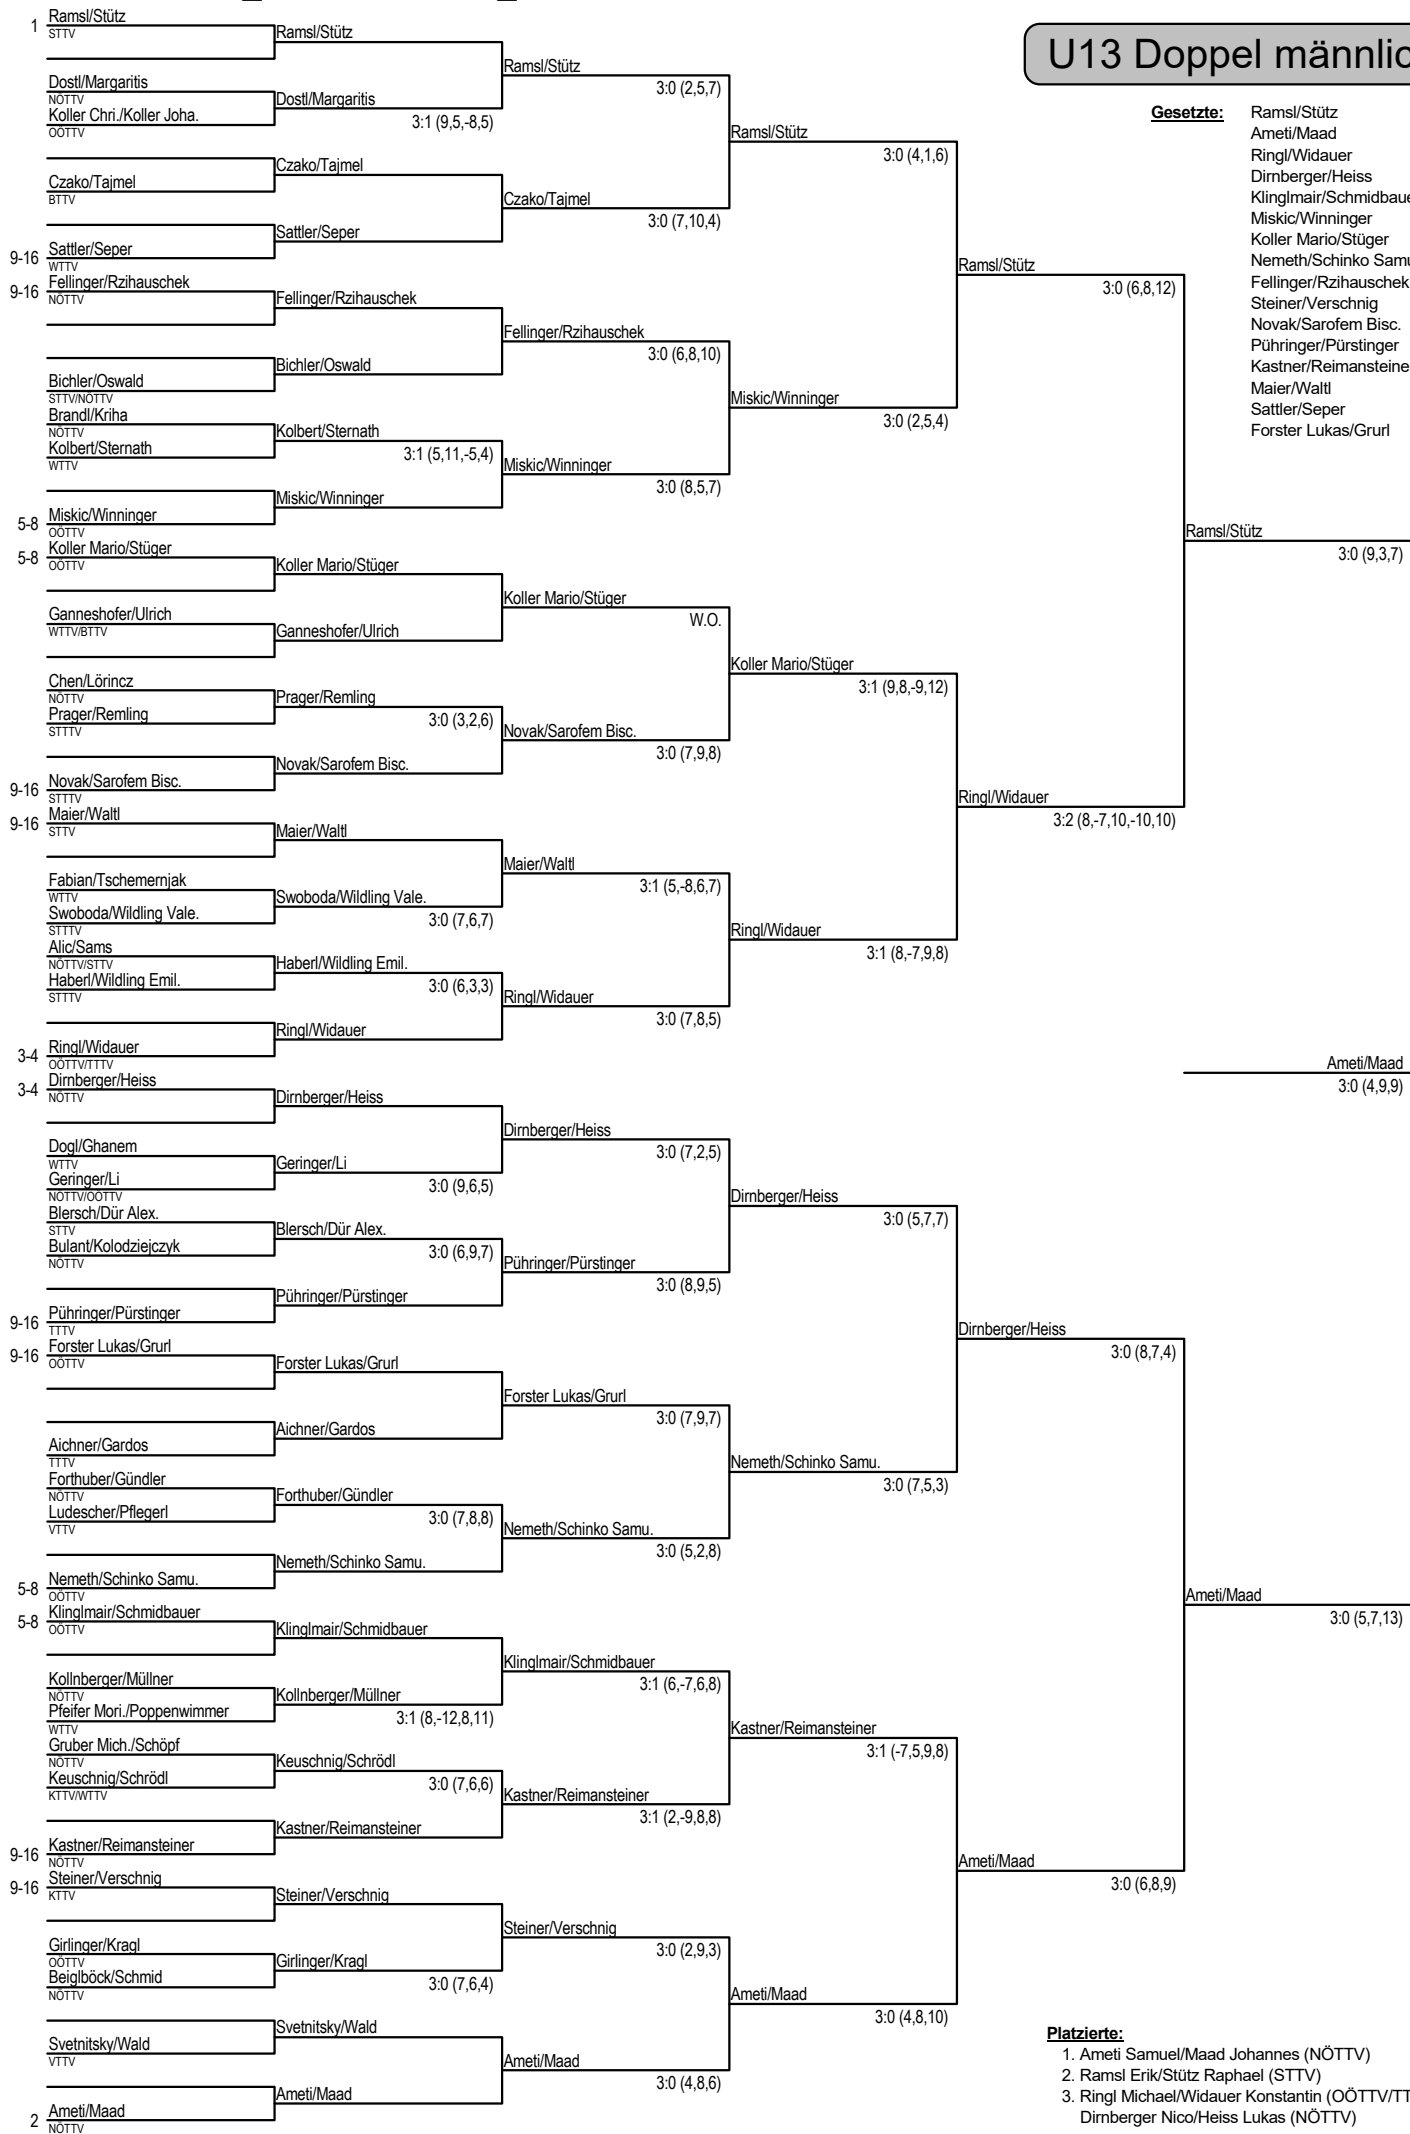 U13 Doppel männlic
Gesetzte:
Ramsl/Stütz
Ameti/Maad
Ringl/Widauer
Dirnberger/Heiss
Klinglmair/Schmidbaue
Miskic/Winninger
Koller Mario/Stüger
Nemeth/Schinko Samu
Fellinger/Rzihauschek
Steiner/Verschnig
Novak/Sarofem Bisc.
Pühringer/Pürstinger
Kastner/Reimansteine
Maier/Waltl
Sattler/Seper
Forster Lukas/Grurl
1 Ramsl/Stütz
STTV
Dostl/Margaritis
NÖTTV
Koller Chri./Koller Joha.
OÖTTV
Czako/Tajmel
BTTV
9-16 Sattler/Seper
WTTV
9-16 Fellinger/Rzihauschek
NÖTTV
Bichler/Oswald
STTV/NÖTTV
Brandl/Kriha
NÖTTV
Kolbert/Sternath
WTTV
5-8 Miskic/Winninger
OÖTTV
5-8 Koller Mario/Stüger
OÖTTV
Ganneshofer/Ulrich
WTTV/BTTV
Chen/Lörincz
NÖTTV
Prager/Remling
STTTV
9-16 Novak/Sarofem Bisc.
STTTV
9-16 Maier/Waltl
STTV
Fabian/Tschemernjak
WTTV
Swoboda/Wildling Vale.
STTTV
Alic/Sams
NÖTTV/STTV
Haberl/Wildling Emil.
STTTV
3-4 Ringl/Widauer
OÖTTV/TTTV
3-4 Dirnberger/Heiss
NÖTTV
Dogl/Ghanem
WTTV
Geringer/Li
NÖTTV/OÖTTV
Blersch/Dür Alex.
STTV
Bulant/Kolodziejczyk
NÖTTV
9-16 Pühringer/Pürstinger
TTTV
9-16 Forster Lukas/Grurl
OÖTTV
Aichner/Gardos
TTTV
Forthuber/Gündler
NÖTTV
Ludescher/Pflegerl
VTTV
5-8 Nemeth/Schinko Samu.
OÖTTV
5-8 Klinglmair/Schmidbauer
OÖTTV
Kollnberger/Müllner
NÖTTV
Pfeifer Mori./Poppenwimmer
WTTV
Gruber Mich./Schöpf
NÖTTV
Keuschnig/Schrödl
KTTV/WTTV
9-16 Kastner/Reimansteiner
NÖTTV
9-16 Steiner/Verschnig
KTTV
Girlinger/Kragl
OÖTTV
Beiglböck/Schmid
NÖTTV
Svetnitsky/Wald
VTTV
2 Ameti/Maad
NÖTTV
Ramsl/Stütz
Dostl/Margaritis
3:1 (9,5,-8,5)
Czako/Tajmel
Sattler/Seper
Fellinger/Rzihauschek
Bichler/Oswald
Kolbert/Sternath
3:1 (5,11,-5,4)
Miskic/Winninger
Koller Mario/Stüger
Ganneshofer/Ulrich
Prager/Remling
3:0 (3,2,6)
Novak/Sarofem Bisc.
Maier/Waltl
Swoboda/Wildling Vale.
3:0 (7,6,7)
Haberl/Wildling Emil.
3:0 (6,3,3)
Ringl/Widauer
Dirnberger/Heiss
Geringer/Li
3:0 (9,6,5)
Blersch/Dür Alex.
3:0 (6,9,7)
Pühringer/Pürstinger
Forster Lukas/Grurl
Aichner/Gardos
Forthuber/Gündler
3:0 (7,8,8)
Nemeth/Schinko Samu.
Klinglmair/Schmidbauer
Kollnberger/Müllner
3:1 (8,-12,8,11)
Keuschnig/Schrödl
3:0 (7,6,6)
Kastner/Reimansteiner
Steiner/Verschnig
Girlinger/Kragl
3:0 (7,6,4)
Svetnitsky/Wald
Ameti/Maad
Ramsl/Stütz
3:0 (2,5,7)
Czako/Tajmel
3:0 (7,10,4)
Fellinger/Rzihauschek
3:0 (6,8,10)
Miskic/Winninger
3:0 (8,5,7)
Koller Mario/Stüger
W.O.
Novak/Sarofem Bisc.
3:0 (7,9,8)
Maier/Waltl
3:1 (5,-8,6,7)
Ringl/Widauer
3:0 (7,8,5)
Dirnberger/Heiss
3:0 (7,2,5)
Pühringer/Pürstinger
3:0 (8,9,5)
Forster Lukas/Grurl
3:0 (7,9,7)
Nemeth/Schinko Samu.
3:0 (5,2,8)
Klinglmair/Schmidbauer
3:1 (6,-7,6,8)
Kastner/Reimansteiner
3:1 (2,-9,8,8)
Steiner/Verschnig
3:0 (2,9,3)
Ameti/Maad
3:0 (4,8,6)
Ramsl/Stütz
3:0 (4,1,6)
Miskic/Winninger
3:0 (2,5,4)
Koller Mario/Stüger
3:1 (9,8,-9,12)
Ringl/Widauer
3:1 (8,-7,9,8)
Dirnberger/Heiss
3:0 (5,7,7)
Nemeth/Schinko Samu.
3:0 (7,5,3)
Kastner/Reimansteiner
3:1 (-7,5,9,8)
Ameti/Maad
3:0 (4,8,10)
Ramsl/Stütz
3:0 (6,8,12)
Ringl/Widauer
3:2 (8,-7,10,-10,10)
Dirnberger/Heiss
3:0 (8,7,4)
Ameti/Maad
3:0 (6,8,9)
Ramsl/Stütz
3:0 (9,3,7)
Ameti/Maad
3:0 (4,9,9)
Ameti/Maad
3:0 (5,7,13)
Platzierte:
1. Ameti Samuel/Maad Johannes (NÖTTV)
2. Ramsl Erik/Stütz Raphael (STTV)
3. Ringl Michael/Widauer Konstantin (OÖTTV/TT
Dirnberger Nico/Heiss Lukas (NÖTTV)